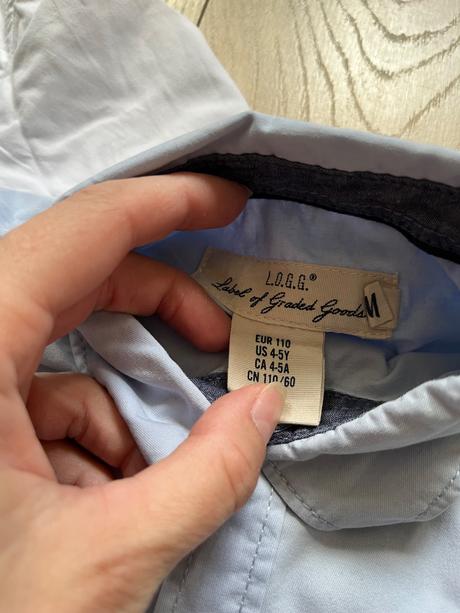 L.O.G.G.®
Label of Graded Goods
M
EUR 110
US 4-5Y
CA 4-5A
CN 110/60